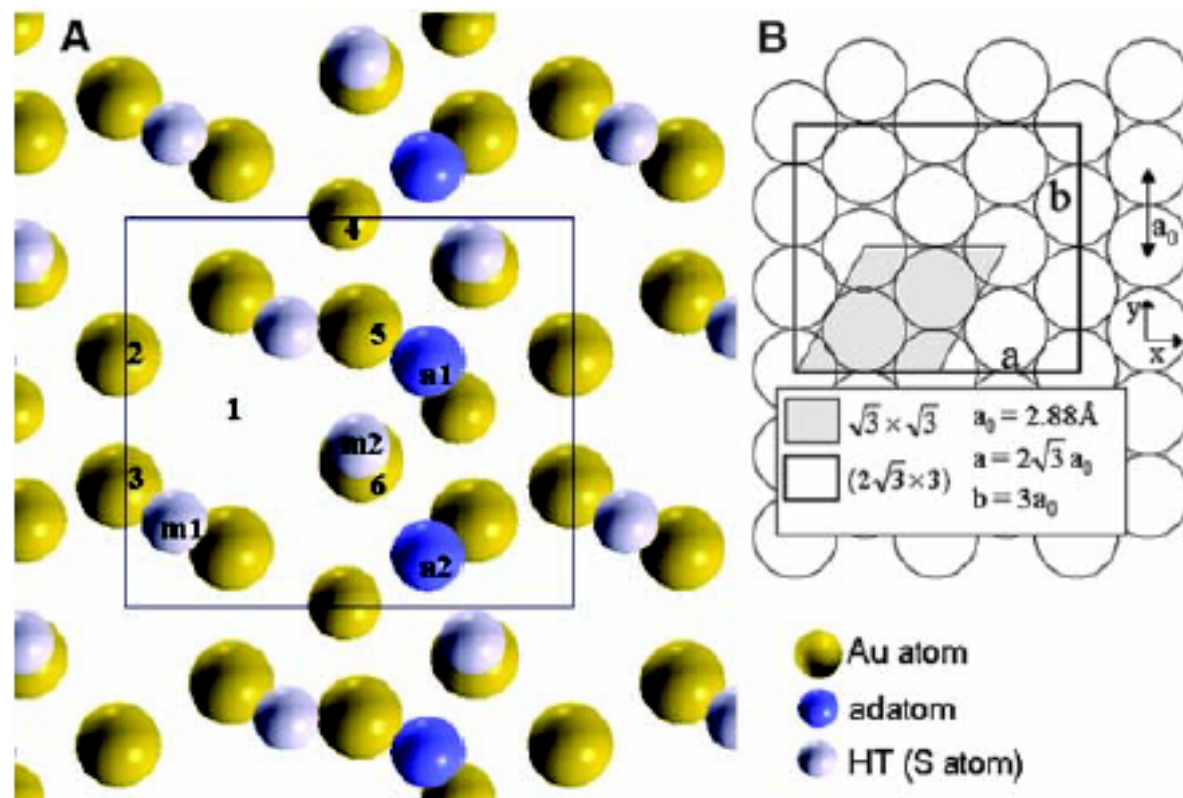 A
4
5
2
a1
1
m2
3
6
m1
a2
B
b
a₀
y
x
a
√3 × √3
a₀ = 2.88Å
(2√3 × 3)
a = 2√3 a₀
b = 3a₀
Au atom
adatom
HT (S atom)